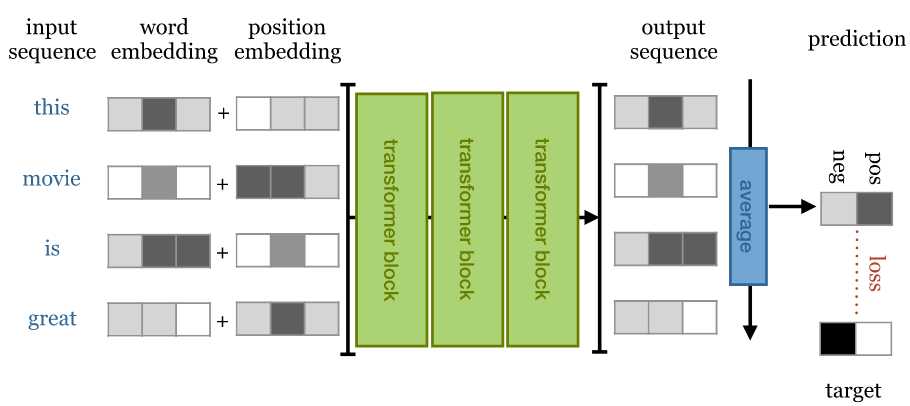 input
sequence
word
embedding
position
embedding
output
sequence
prediction
this
+
movie
+
is
+
great
+
transformer block
transformer block
transformer block
average
neg
pos
loss
target